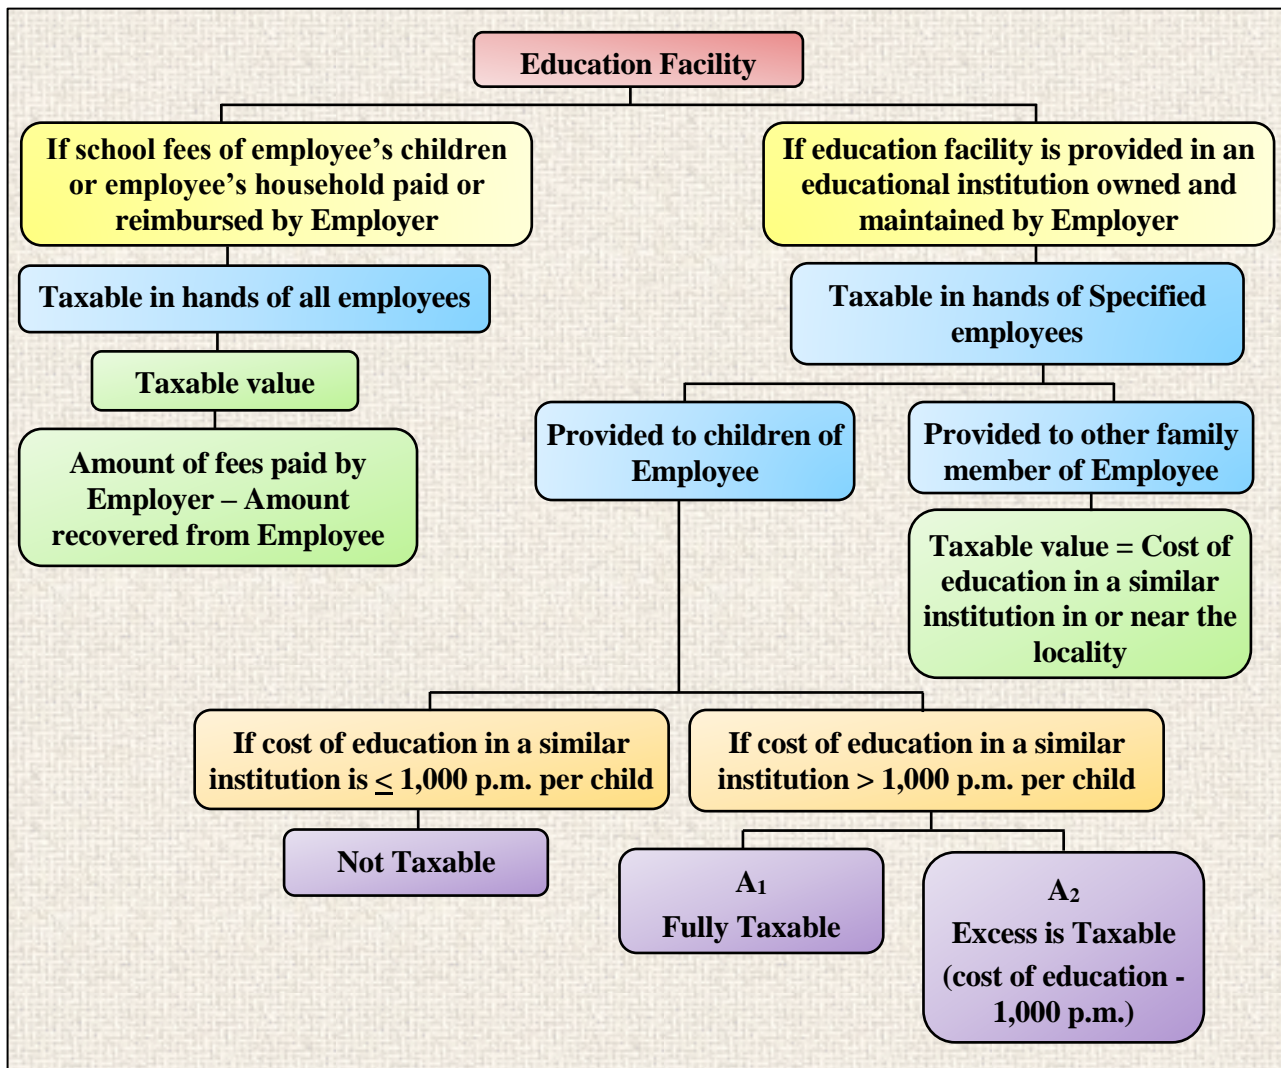 Education Facility
If school fees of employee’s children
or employee’s household paid or
reimbursed by Employer
If education facility is provided in an
educational institution owned and
maintained by Employer
Taxable in hands of all employees
Taxable in hands of Specified
employees
Taxable value
Amount of fees paid by
Employer – Amount
recovered from Employee
Provided to children of
Employee
Provided to other family
member of Employee
Taxable value = Cost of
education in a similar
institution in or near the
locality
If cost of education in a similar
institution is ≤ 1,000 p.m. per child
If cost of education in a similar
institution > 1,000 p.m. per child
Not Taxable
A₁
Fully Taxable
A₂
Excess is Taxable
(cost of education -
1,000 p.m.)